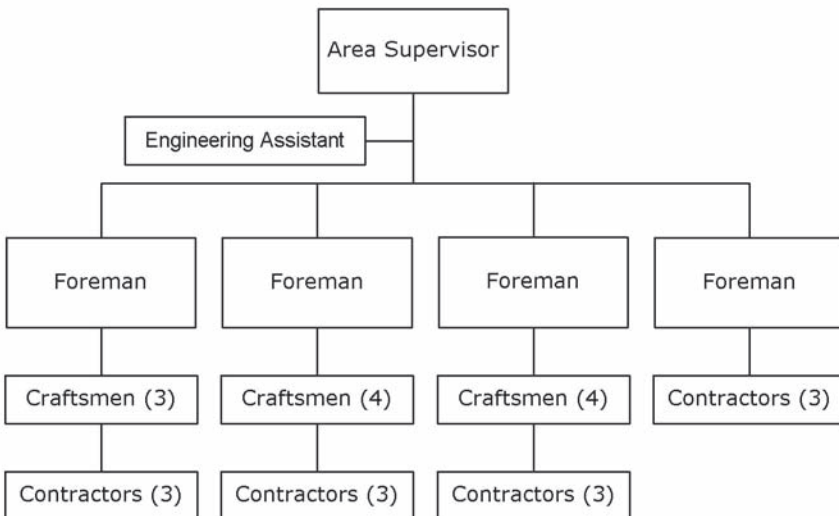 Area Supervisor
Engineering Assistant
Foreman
Foreman
Foreman
Foreman
Craftsmen (3)
Craftsmen (4)
Craftsmen (4)
Contractors (3)
Contractors (3)
Contractors (3)
Contractors (3)